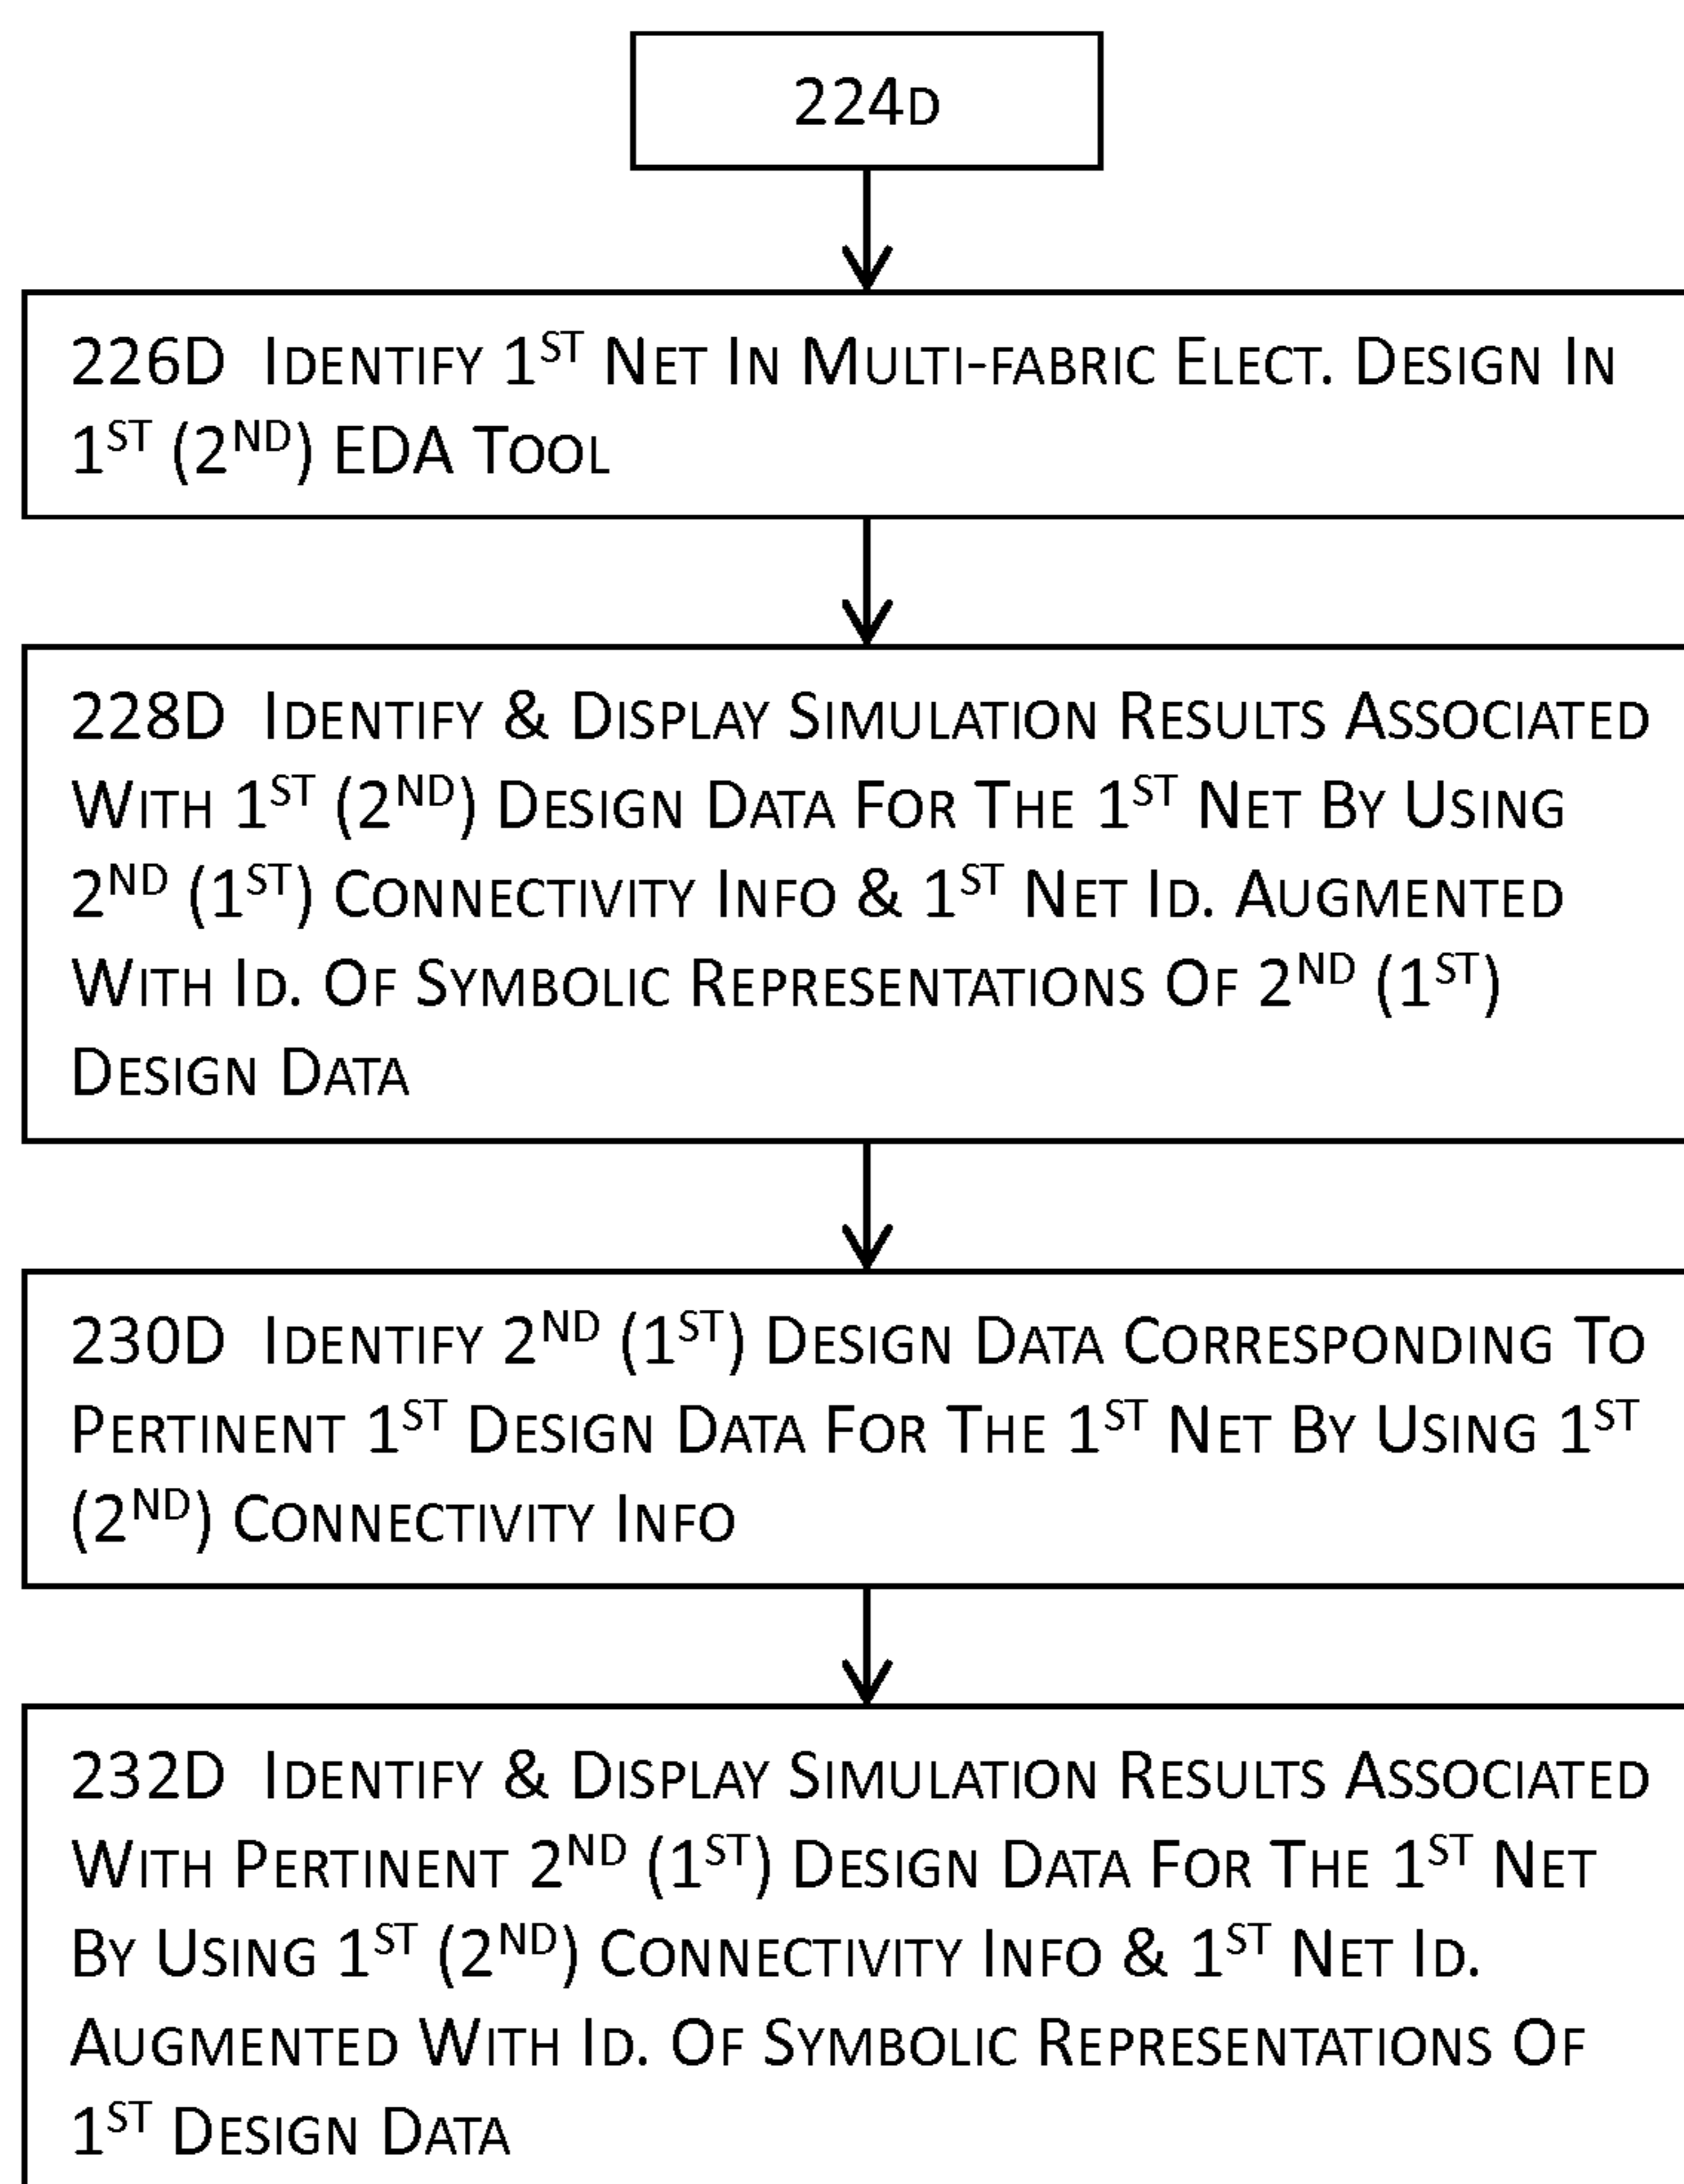 224D
226D Identify 1ST Net In Multi-fabric Elect. Design In
1ST (2ND) EDA Tool
228D Identify & Display Simulation Results Associated
With 1ST (2ND) Design Data For The 1ST Net By Using
2ND (1ST) Connectivity Info & 1ST Net Id. Augmented
With Id. Of Symbolic Representations Of 2ND (1ST)
Design Data
230D Identify 2ND (1ST) Design Data Corresponding To
Pertinent 1ST Design Data For The 1ST Net By Using 1ST
(2ND) Connectivity Info
232D Identify & Display Simulation Results Associated
With Pertinent 2ND (1ST) Design Data For The 1ST Net
By Using 1ST (2ND) Connectivity Info & 1ST Net Id.
Augmented With Id. Of Symbolic Representations Of
1ST Design Data